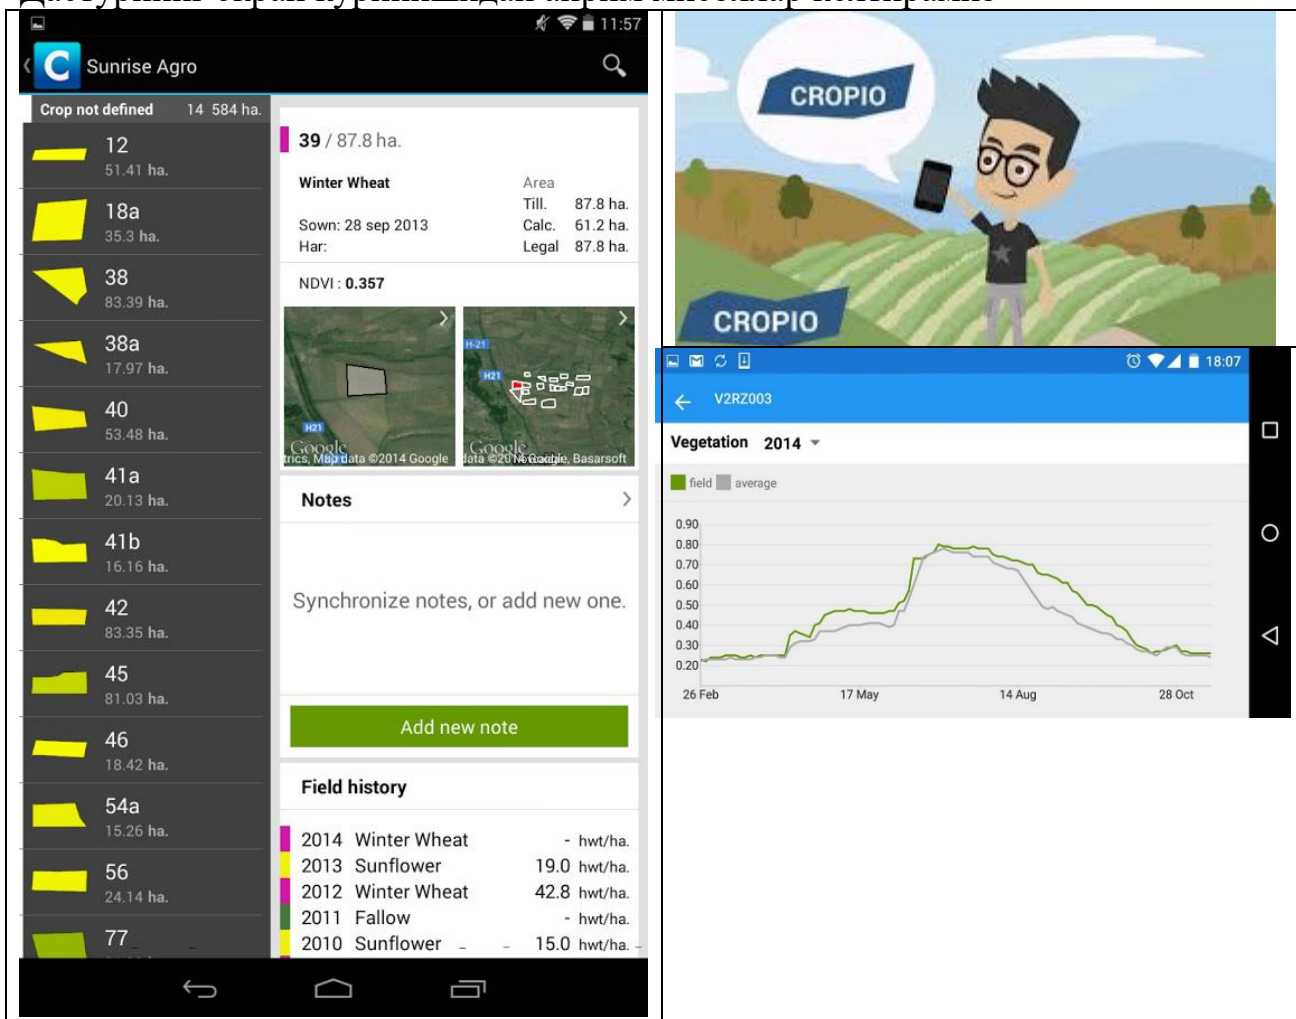 11:57
Sunrise Agro
Crop not defined 14 584 ha.
12
51.41 ha.
18a
35.3 ha.
38
83.39 ha.
38a
17.97 ha.
40
53.48 ha.
41a
20.13 ha.
41b
16.16 ha.
42
83.35 ha.
45
81.03 ha.
46
18.42 ha.
54a
15.26 ha.
56
24.14 ha.
77
39 / 87.8 ha.
Winter Wheat Area
Till. 87.8 ha.
Sown: 28 sep 2013 Calc. 61.2 ha.
Har: Legal 87.8 ha.
NDVI : 0.357
H21
Google
Map data ©2014 Google
H-21
H21
Google
Basarsoft
Notes
Synchronize notes, or add new one.
Add new note
Field history
2014 Winter Wheat - hwt/ha.
2013 Sunflower 19.0 hwt/ha.
2012 Winter Wheat 42.8 hwt/ha.
2011 Fallow - hwt/ha.
2010 Sunflower 15.0 hwt/ha.
CROPIO
CROPIO
18:07
V2RZ003
Vegetation 2014
field average
0.90
0.80
0.70
0.60
0.50
0.40
0.30
0.20
26 Feb 17 May 14 Aug 28 Oct